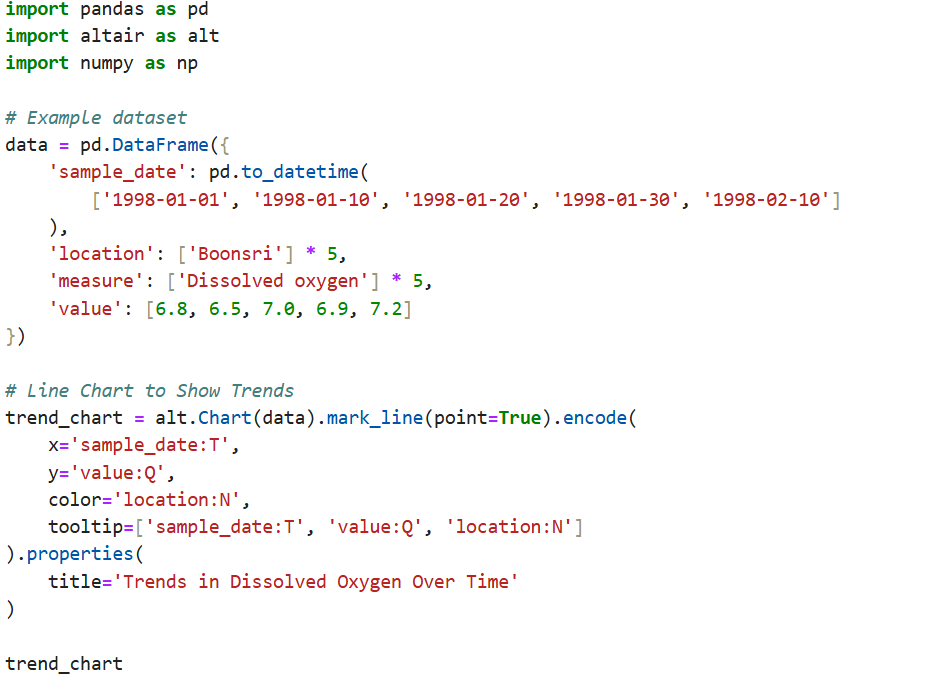 import pandas as pd
import altair as alt
import numpy as np

# Example dataset
data = pd.DataFrame({
    'sample_date': pd.to_datetime(
        ['1998-01-01', '1998-01-10', '1998-01-20', '1998-01-30', '1998-02-10']
    ),
    'location': ['Boonsri'] * 5,
    'measure': ['Dissolved oxygen'] * 5,
    'value': [6.8, 6.5, 7.0, 6.9, 7.2]
})

# Line Chart to Show Trends
trend_chart = alt.Chart(data).mark_line(point=True).encode(
    x='sample_date:T',
    y='value:Q',
    color='location:N',
    tooltip=['sample_date:T', 'value:Q', 'location:N']
).properties(
    title='Trends in Dissolved Oxygen Over Time'
)

trend_chart